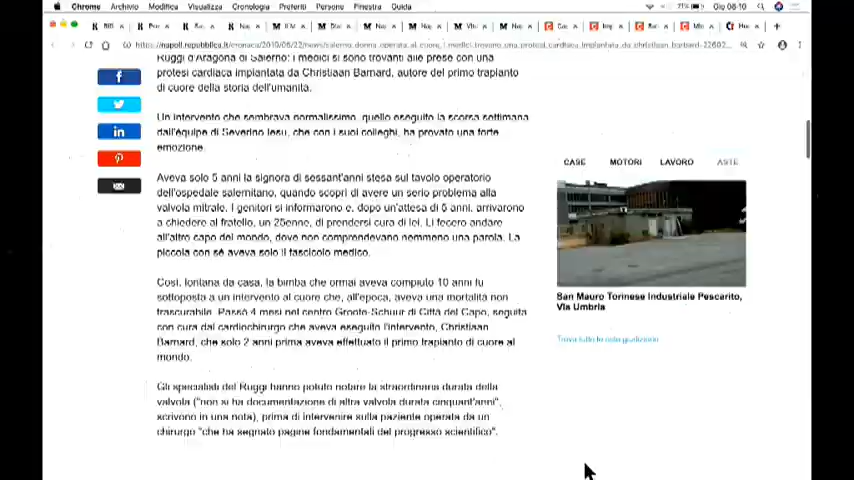 Chrome Archivio Modifica Visualizza Cronologia Preferiti Persone Finestra Guida
Gio 08:10
Ruggi d'Aragona di Salerno: i medici si sono trovanti alle prese con una
protesi cardiaca impiantata da Christiaan Barnard, autore del primo trapianto
di cuore della storia dell'umanità.
Un intervento che sembrava normalissimo, quello eseguito la scorsa settimana
dall'équipe di Severino Iesu, che con i suoi colleghi, ha provato una forte
emozione.
Aveva solo 5 anni la signora di sessant'anni stesa sul tavolo operatorio
dell'ospedale salernitano, quando scoprì di avere un serio problema alla
valvola mitrale. I genitori si informarono e, dopo un'attesa di 5 anni, arrivarono
a chiedere al fratello, un 25enne, di prendersi cura di lei. Li fecero andare
all'altro capo del mondo, dove non comprendevano nemmeno una parola. La
piccola con sè aveva solo il fascicolo medico.
Così, lontana da casa, la bimba che ormai aveva compiuto 10 anni fu
sottoposta a un intervento al cuore che, all'epoca, aveva una mortalità non
trascurabile. Passò 4 mesi nel centro Groote-Schuur di Città del Capo, seguita
con cura dal cardiochirurgo che aveva eseguito l'intervento, Christiaan
Barnard, che solo 2 anni prima aveva effettuato il primo trapianto di cuore al
mondo.
Gli specialisti del Ruggi hanno potuto notare la straordinaria durata della
valvola ("non si ha documentazione di altra valvola durata cinquant'anni",
scrivono in una nota), prima di intervenire sulla paziente operata da un
chirurgo "che ha segnato pagine fondamentali del progresso scientifico".
CASE MOTORI LAVORO ASTE
San Mauro Torinese Industriale Pescarito,
Via Umbria